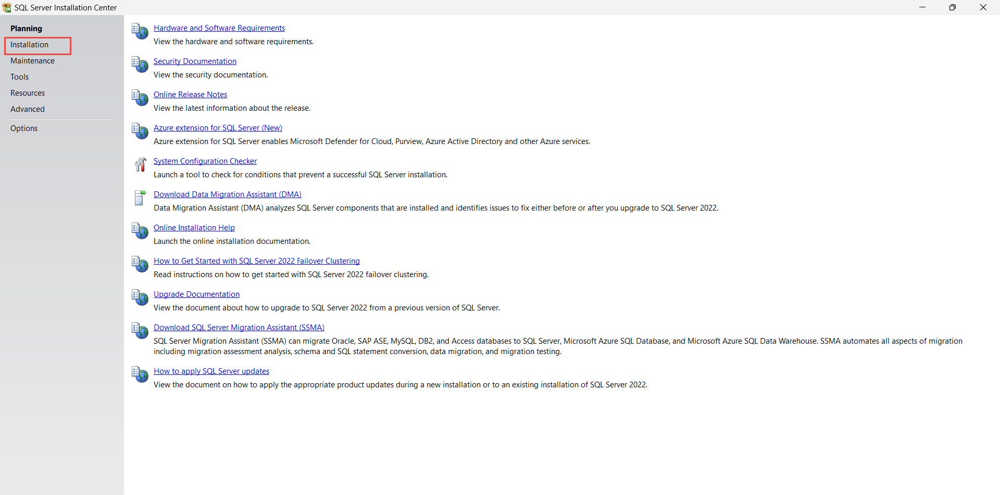 SQL Server Installation Center
Planning
Installation
Maintenance
Tools
Resources
Advanced
Options
Hardware and Software Requirements
View the hardware and software requirements.
Security Documentation
View the security documentation.
Online Release Notes
View the latest information about the release.
Azure extension for SQL Server (New)
Azure extension for SQL Server enables Microsoft Defender for Cloud, Purview, Azure Active Directory and other Azure services.
System Configuration Checker
Launch a tool to check for conditions that prevent a successful SQL Server installation.
Download Data Migration Assistant (DMA)
Data Migration Assistant (DMA) analyzes SQL Server components that are installed and identifies issues to fix either before or after you upgrade to SQL Server 2022.
Online Installation Help
Launch the online installation documentation.
How to Get Started with SQL Server 2022 Failover Clustering
Read instructions on how to get started with SQL Server 2022 failover clustering.
Upgrade Documentation
View the document about how to upgrade to SQL Server 2022 from a previous version of SQL Server.
Download SQL Server Migration Assistant (SSMA)
SQL Server Migration Assistant (SSMA) can migrate Oracle, SAP ASE, MySQL, DB2, and Access databases to SQL Server, Microsoft Azure SQL Database, and Microsoft Azure SQL Data Warehouse. SSMA automates all aspects of migration
including migration assessment analysis, schema and SQL statement conversion, data migration, and migration testing.
How to apply SQL Server updates
View the document on how to apply the appropriate product updates during a new installation or to an existing installation of SQL Server 2022.